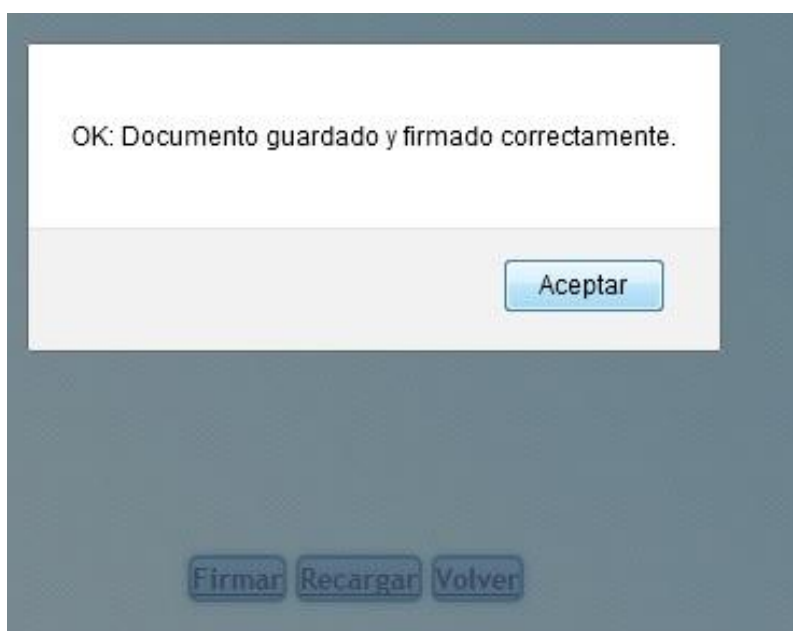 OK: Documento guardado y firmado correctamente.
Aceptar
Firmar Recargar Volver